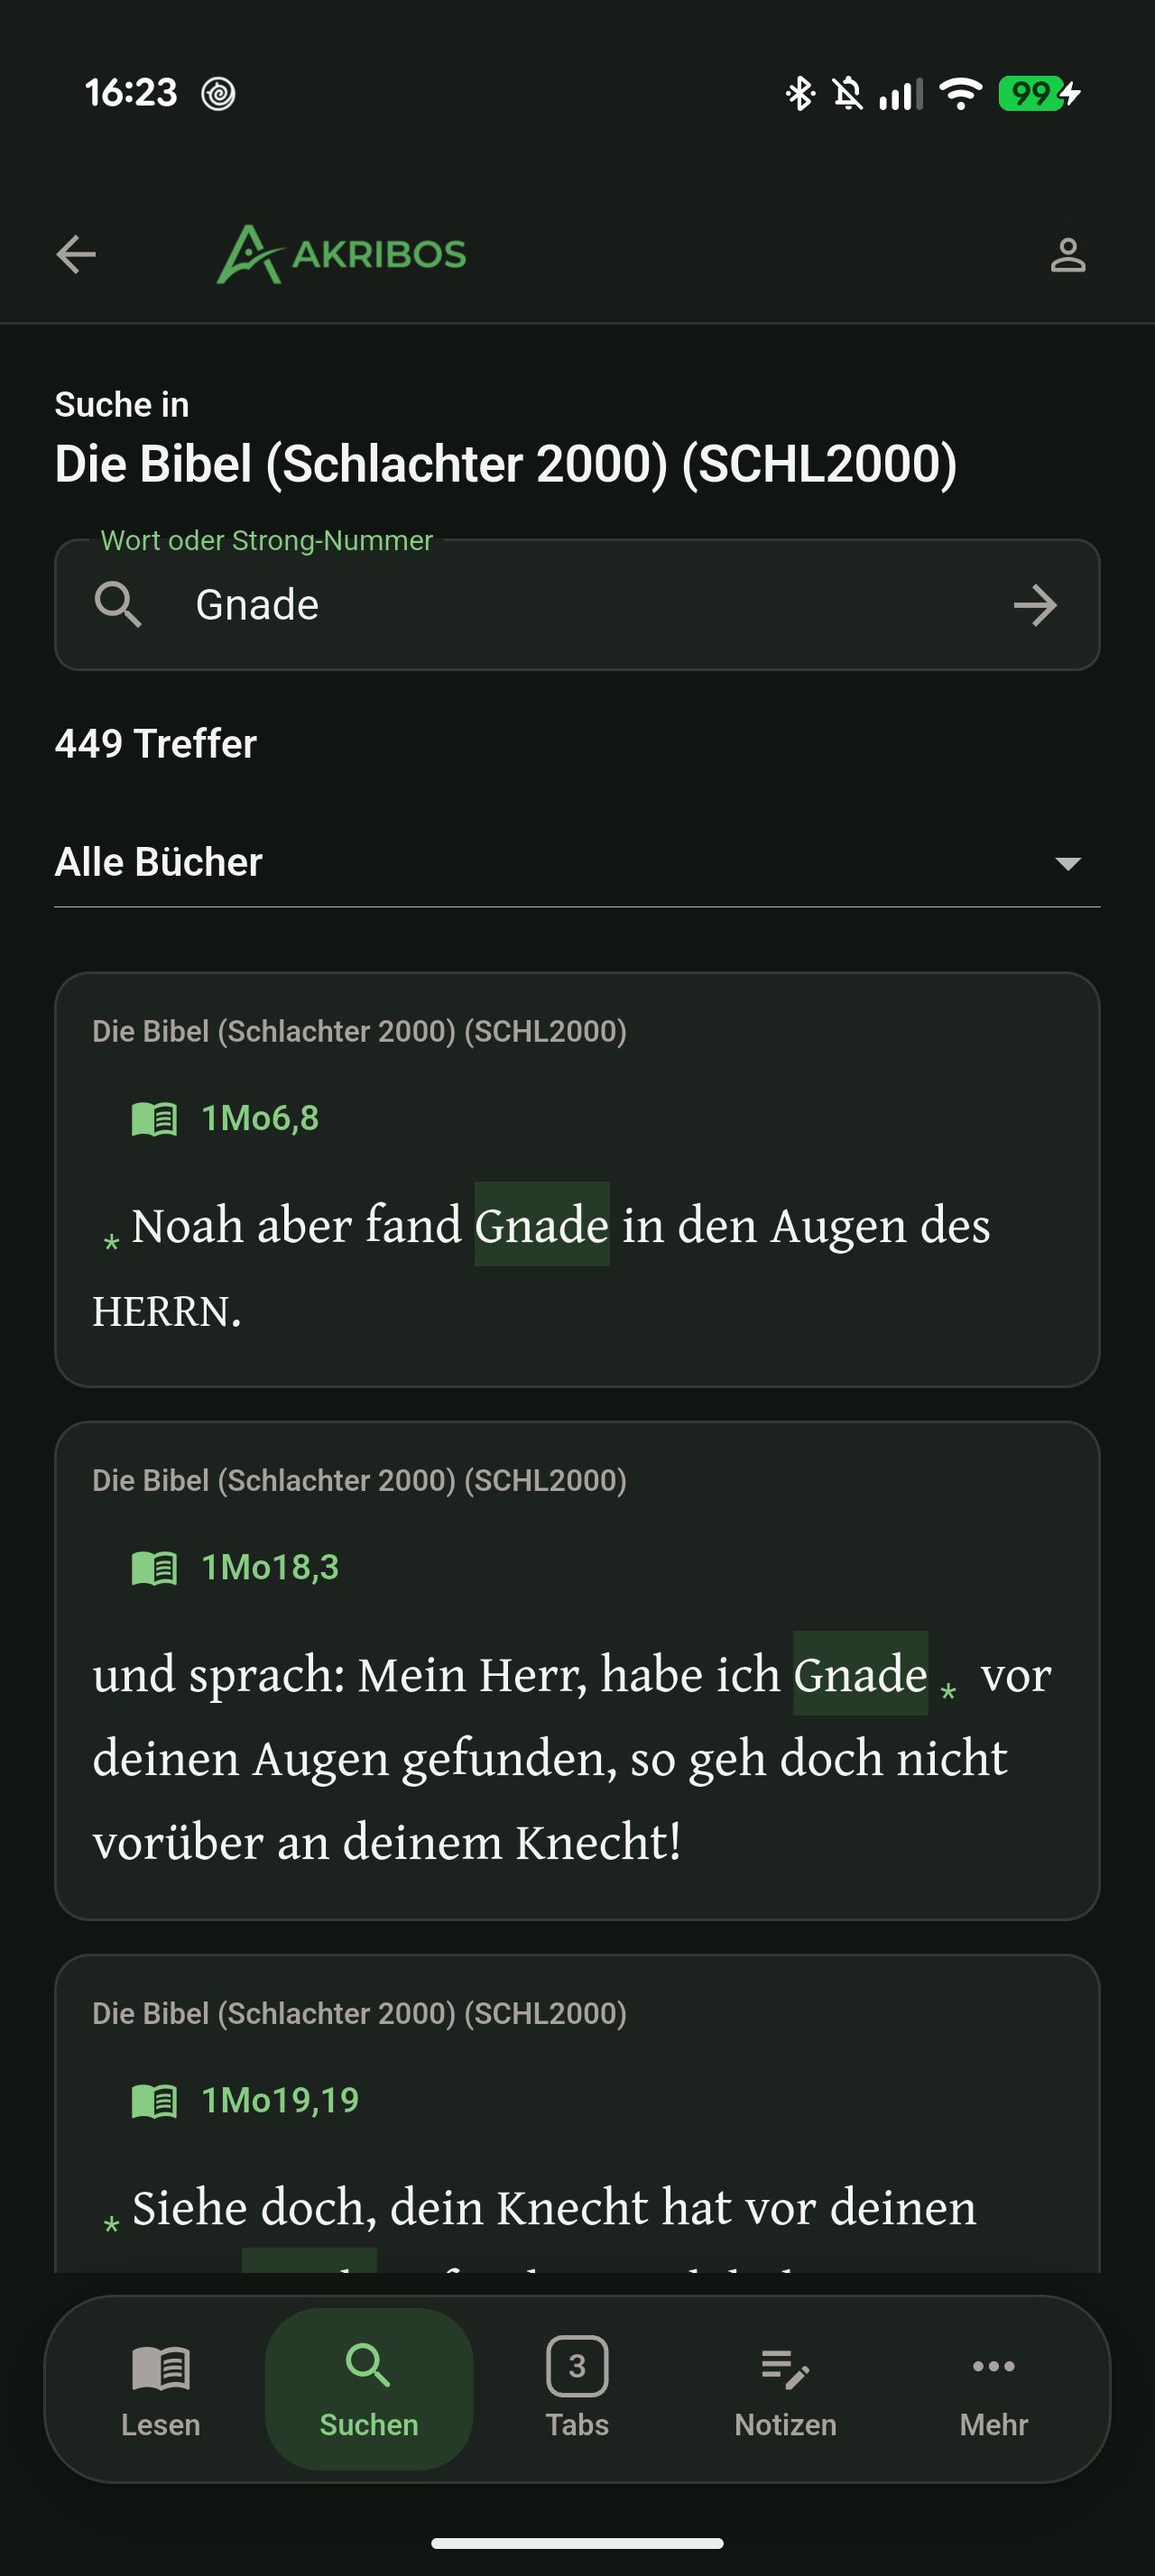 16:23
99
AKRIBOS
Suche in
Die Bibel (Schlachter 2000) (SCHL2000)
Wort oder Strong-Nummer
Gnade
449 Treffer
Alle Bücher
Die Bibel (Schlachter 2000) (SCHL2000)
1Mo6,8
* Noah aber fand Gnade in den Augen des
HERRN.
Die Bibel (Schlachter 2000) (SCHL2000)
1Mo18,3
und sprach: Mein Herr, habe ich Gnade * vor
deinen Augen gefunden, so geh doch nicht
vorüber an deinem Knecht!
Die Bibel (Schlachter 2000) (SCHL2000)
1Mo19,19
* Siehe doch, dein Knecht hat vor deinen
3
Lesen Suchen Tabs Notizen Mehr